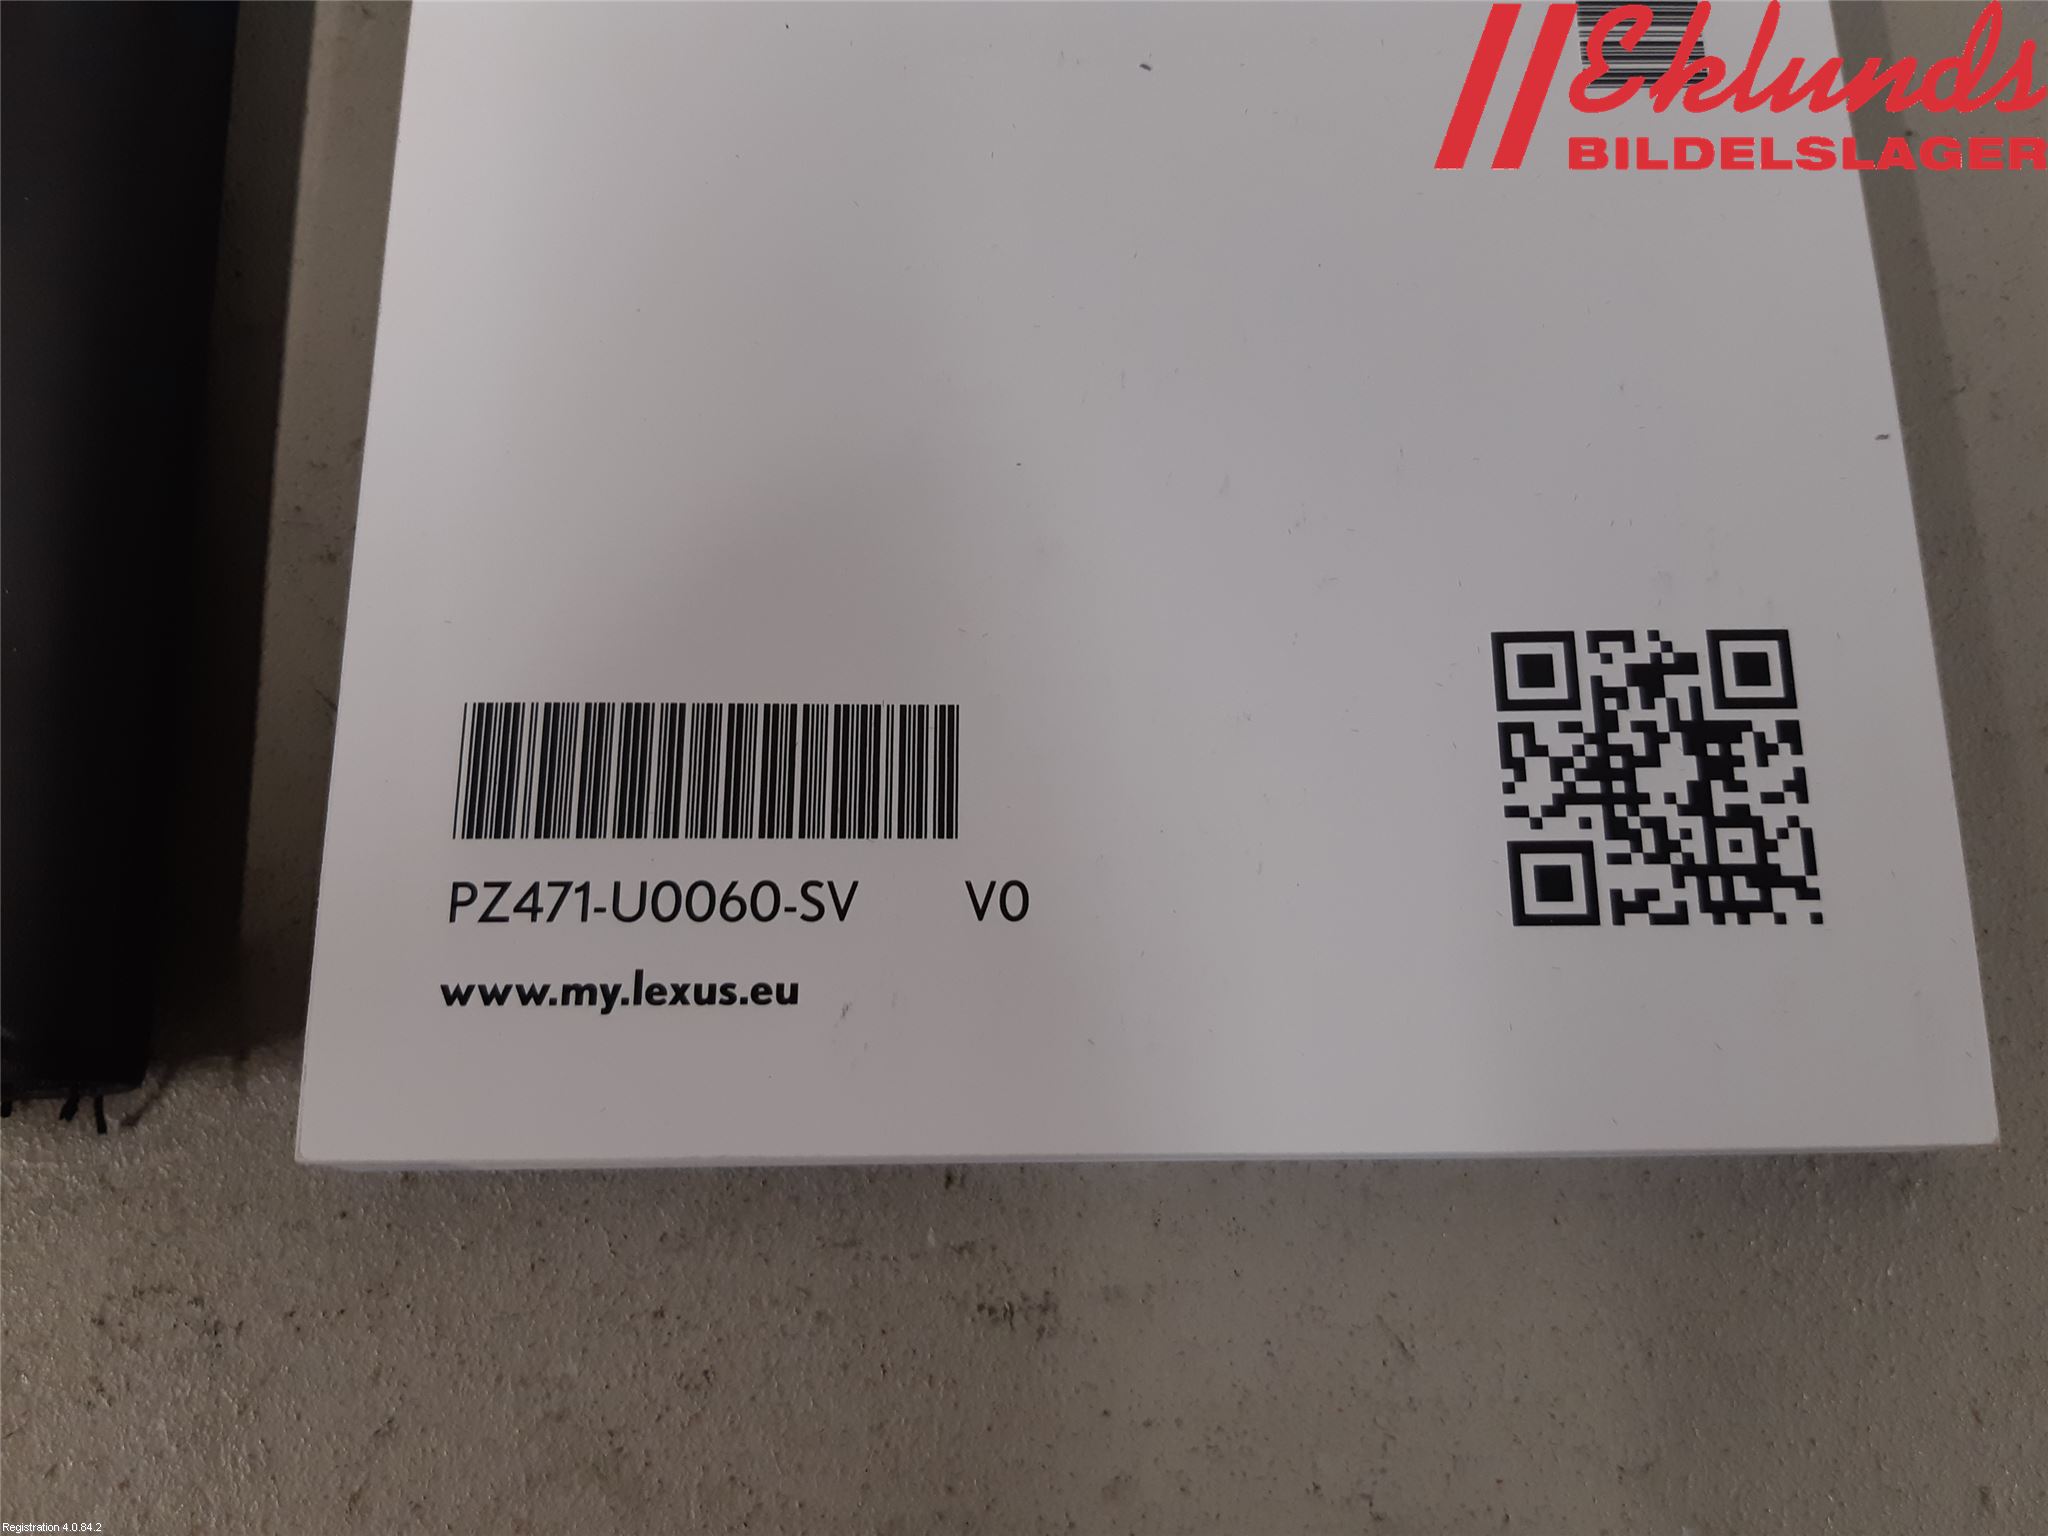 Eklunds
BILDELSLAGER
PZ471-U0060-SV V0
www.my.lexus.eu
Registration 4.0.84.2